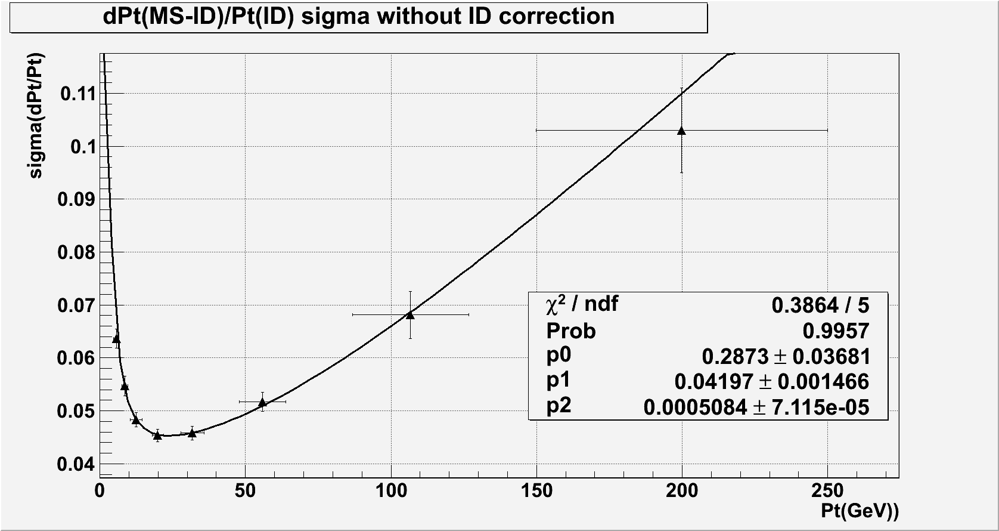 dPt(MS-ID)/Pt(ID) sigma without ID correction
sigma(dPt/Pt)
0.11
0.1
0.09
0.08
0.07
0.06
0.05
0.04
χ² / ndf 0.3864 / 5
Prob 0.9957
p0 0.2873 ± 0.03681
p1 0.04197 ± 0.001466
p2 0.0005084 ± 7.115e-05
0 50 100 150 200 250
Pt(GeV))